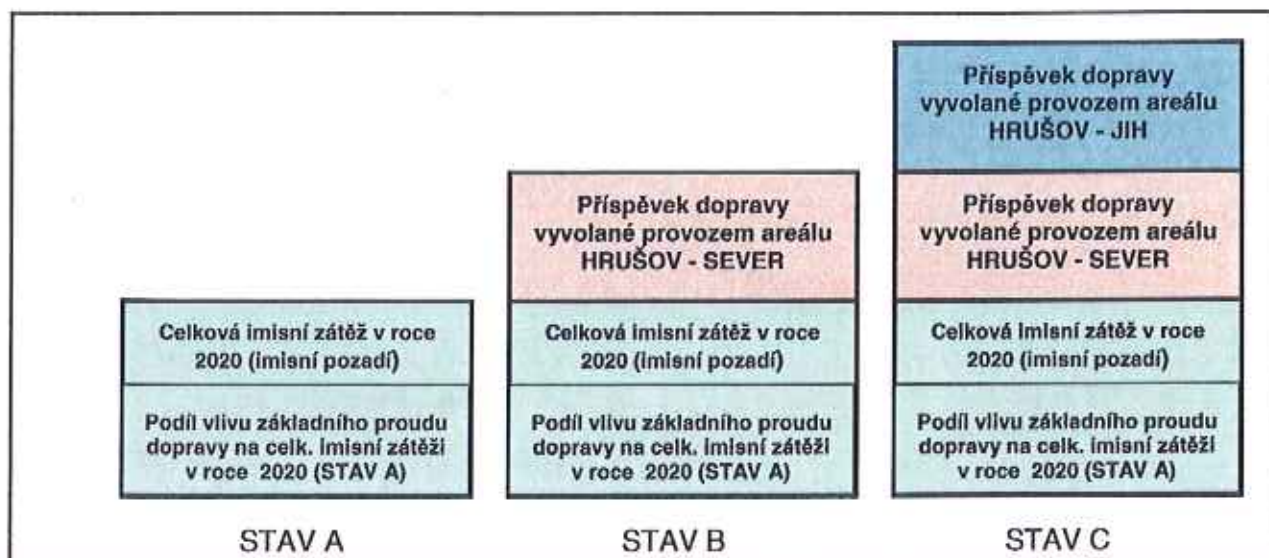 Příspěvek dopravy
vyvolané provozem areálu
HRUŠOV - JIH
Příspěvek dopravy
vyvolané provozem areálu
HRUŠOV - SEVER
Příspěvek dopravy
vyvolané provozem areálu
HRUŠOV - SEVER
Celková imisní zátěž v roce
2020 (imisní pozadí)
Celková imisní zátěž v roce
2020 (imisní pozadí)
Celková imisní zátěž v roce
2020 (imisní pozadí)
Podíl vlivu základního proudu
dopravy na celk. imisní zátěži
v roce 2020 (STAV A)
Podíl vlivu základního proudu
dopravy na celk. imisní zátěži
v roce 2020 (STAV A)
Podíl vlivu základního proudu
dopravy na celk. imisní zátěži
v roce 2020 (STAV A)
STAV A
STAV B
STAV C